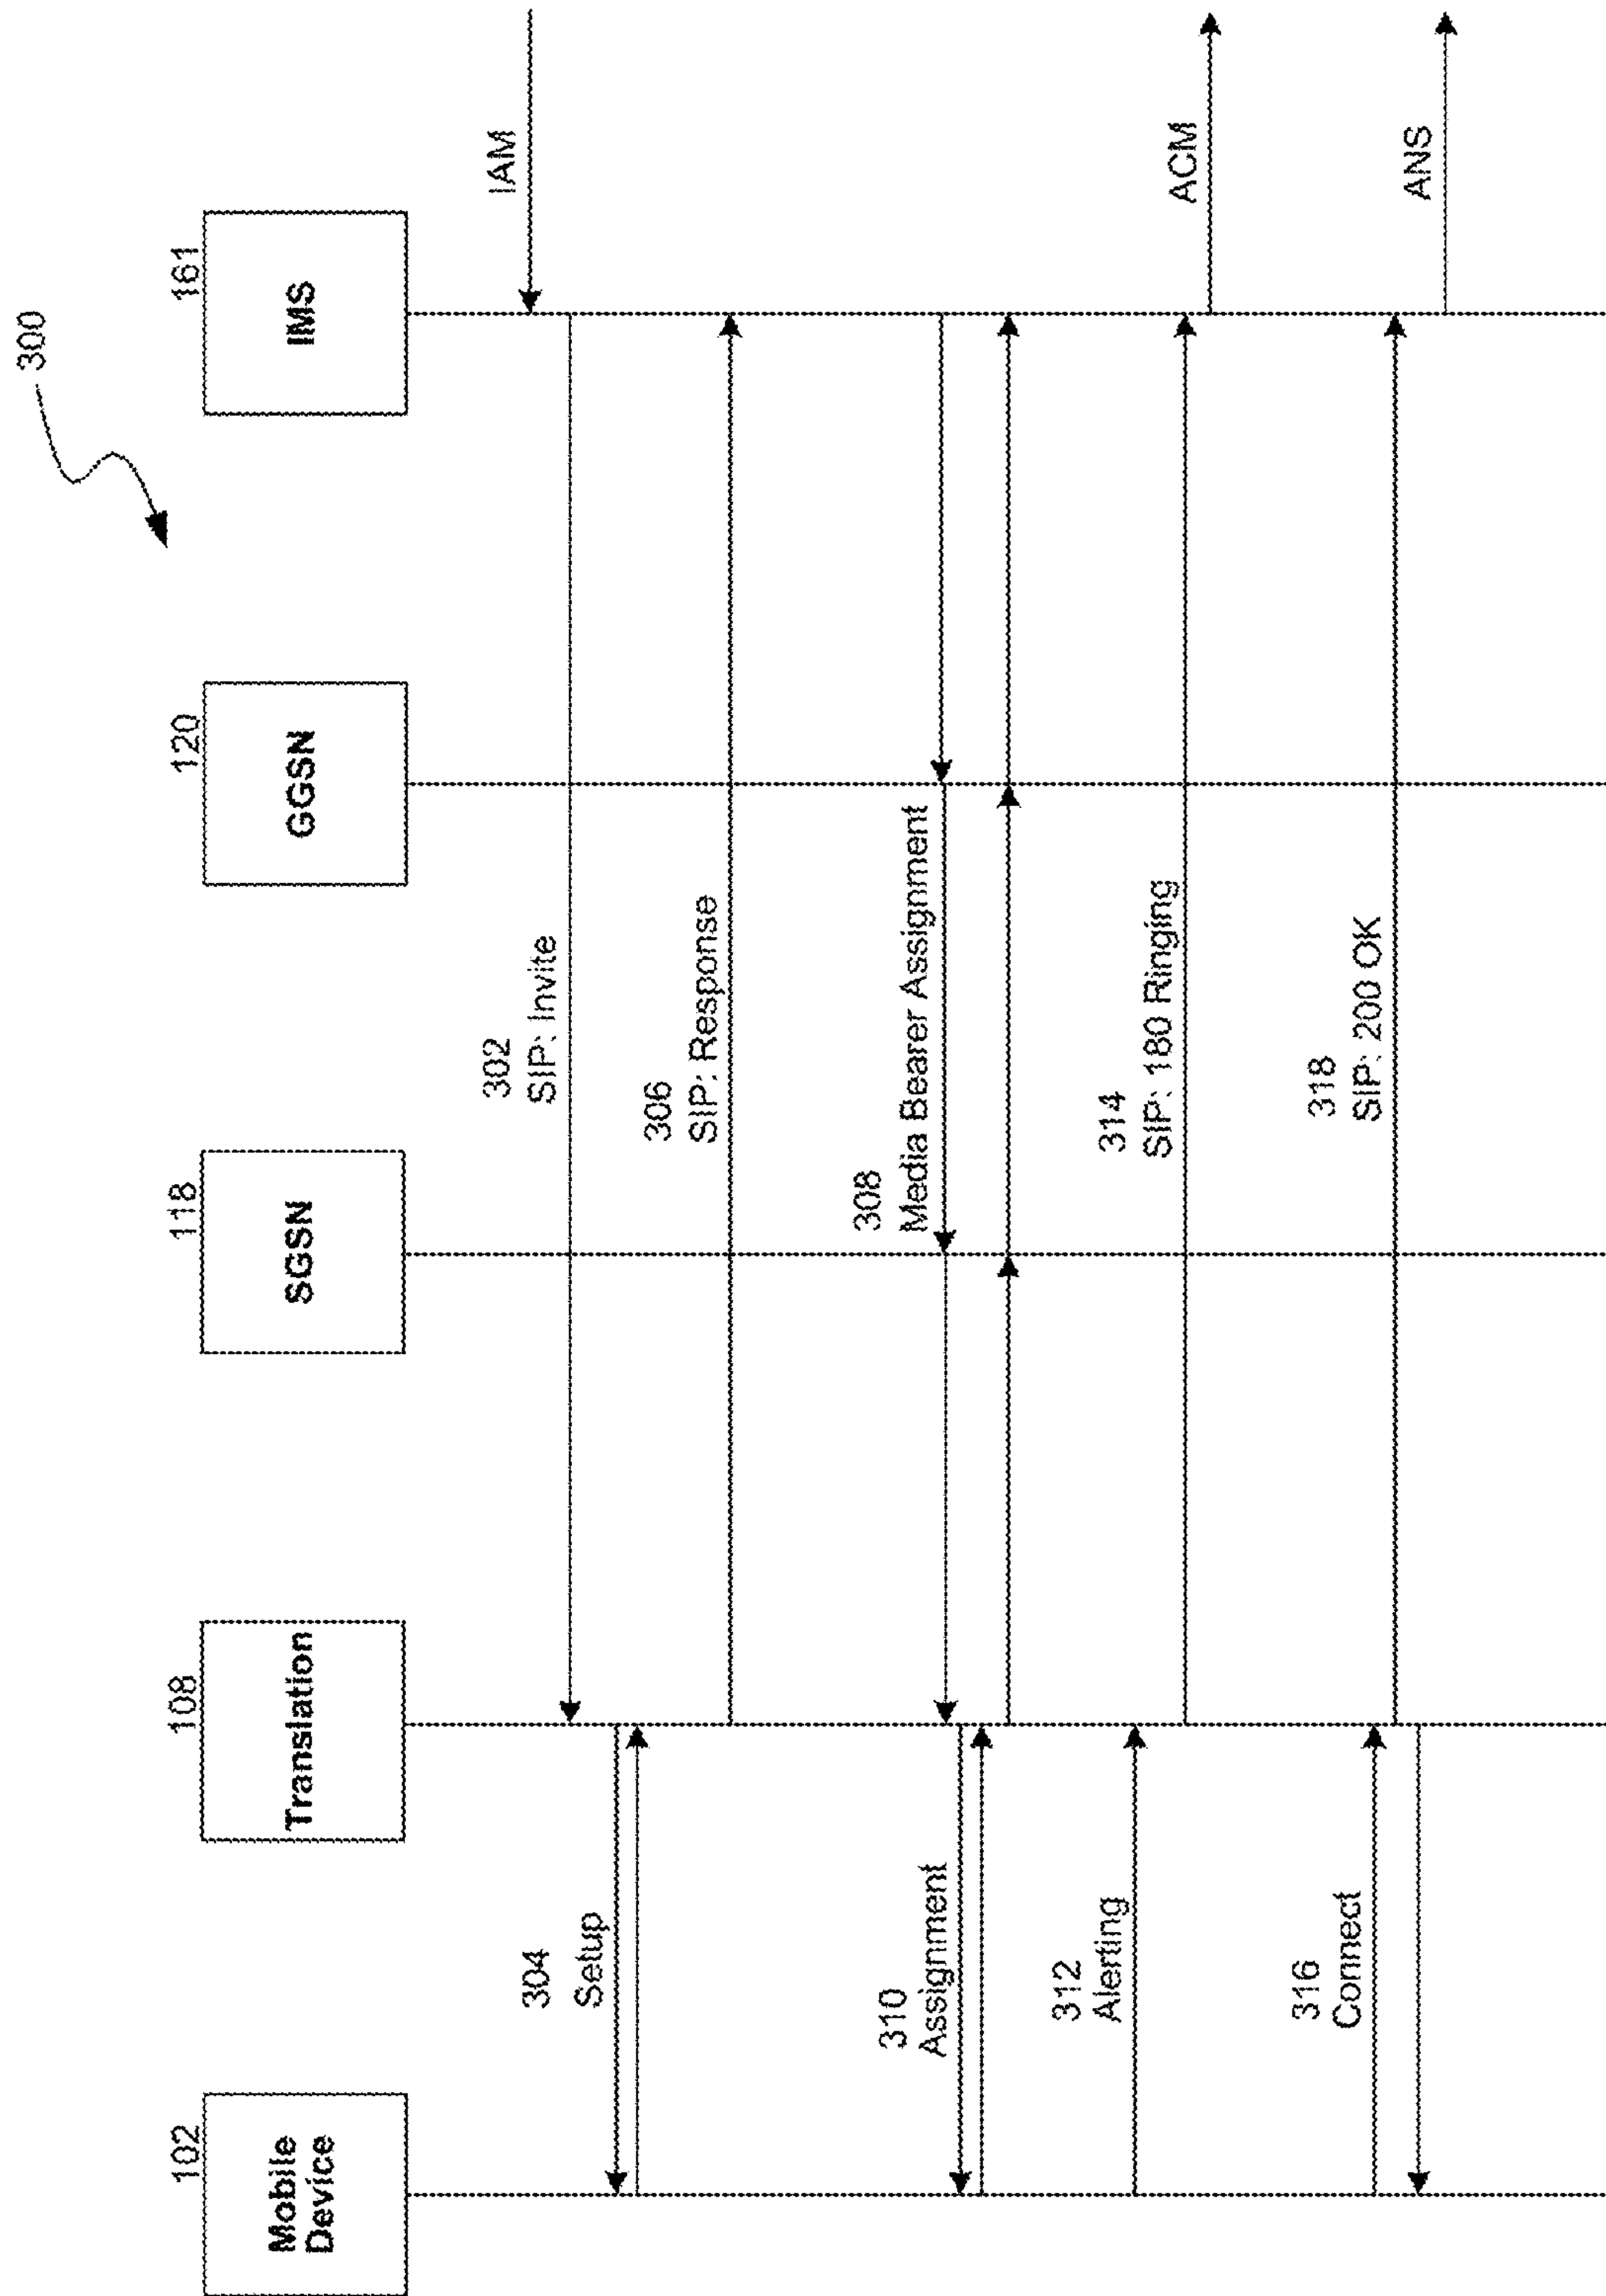 300
102
Mobile
Device
108
Translation
118
SGSN
120
GGSN
161
IMS
IAM
302
SIP: Invite
304
Setup
306
SIP: Response
308
Media Bearer Assignment
310
Assignment
312
Alerting
314
SIP: 180 Ringing
ACM
316
Connect
318
SIP: 200 OK
ANS